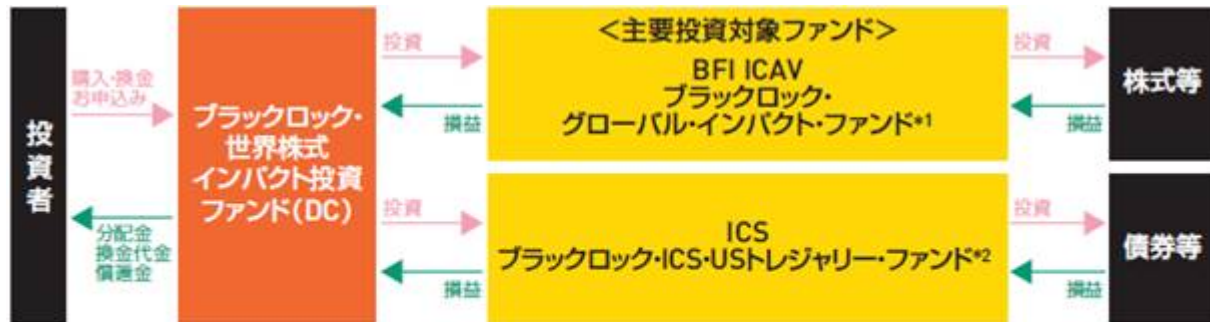 投資者
購入・換金
お申込み
分配金
換金代金
償還金
ブラックロック・
世界株式
インパクト投資
ファンド(DC)
投資
損益
投資
損益
＜主要投資対象ファンド＞
BFI ICAV
ブラックロック・
グローバル・インパクト・ファンド*1
ICS
ブラックロック・ICS・USトレジャリー・ファンド*2
投資
損益
投資
損益
株式等
債券等